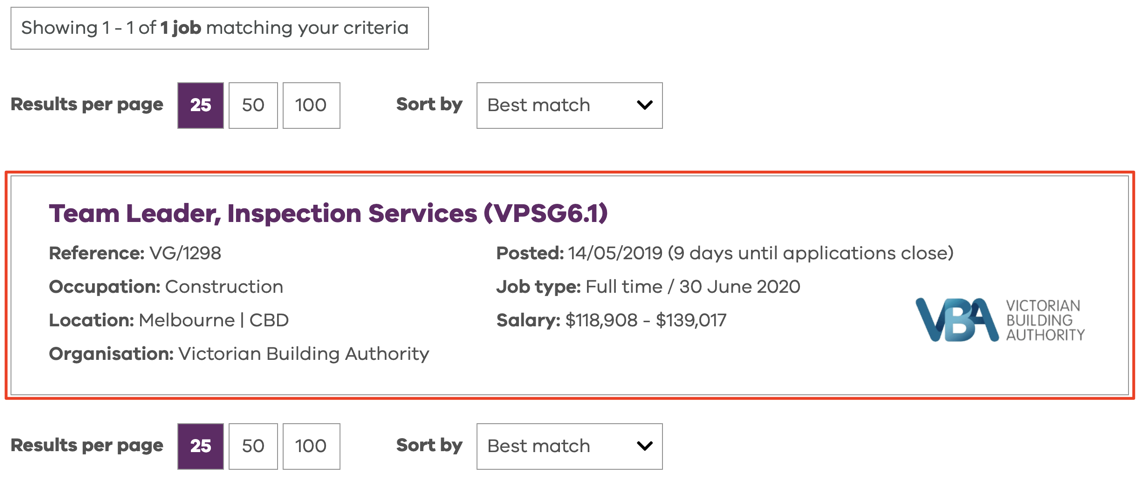 Showing 1 - 1 of 1 job matching your criteria
Results per page 25 50 100 Sort by Best match
Team Leader, Inspection Services (VPSG6.1)
Reference: VG/1298 Posted: 14/05/2019 (9 days until applications close)
Occupation: Construction Job type: Full time / 30 June 2020
Location: Melbourne | CBD Salary: $118,908 - $139,017
Organisation: Victorian Building Authority
VBA VICTORIAN
BUILDING
AUTHORITY
Results per page 25 50 100 Sort by Best match